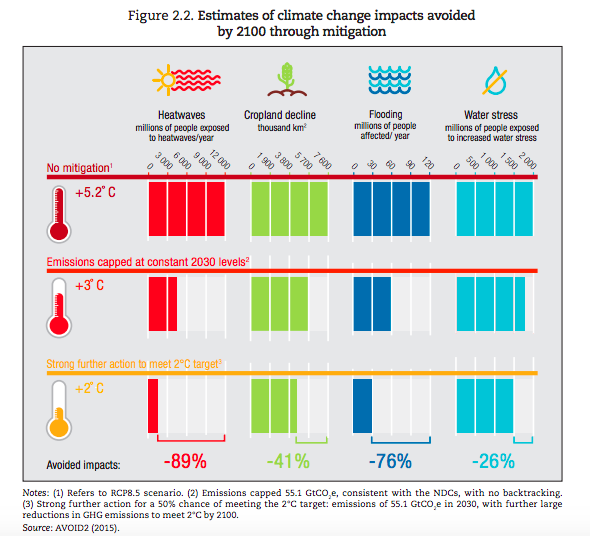 Figure 2.2. Estimates of climate change impacts avoided
by 2100 through mitigation
Heatwaves
millions of people exposed
to heatwaves/year
Cropland decline
thousand km²
Flooding
millions of people
affected/ year
Water stress
millions of people exposed
to increased water stress
0 3 000 6 000 9 000 12 000
0 1 900 3 800 5 700 7 600
0 30 60 90 120
0 500 1 000 1 500 2 000
No mitigation¹
+5.2° C
Emissions capped at constant 2030 levels²
+3° C
Strong further action to meet 2°C target³
+2° C
Avoided impacts: -89% -41% -76% -26%
Notes: (1) Refers to RCP8.5 scenario. (2) Emissions capped 55.1 GtCO₂e, consistent with the NDCs, with no backtracking.
(3) Strong further action for a 50% chance of meeting the 2°C target: emissions of 55.1 GtCO₂e in 2030, with further large
reductions in GHG emissions to meet 2°C by 2100.
Source: AVOID2 (2015).